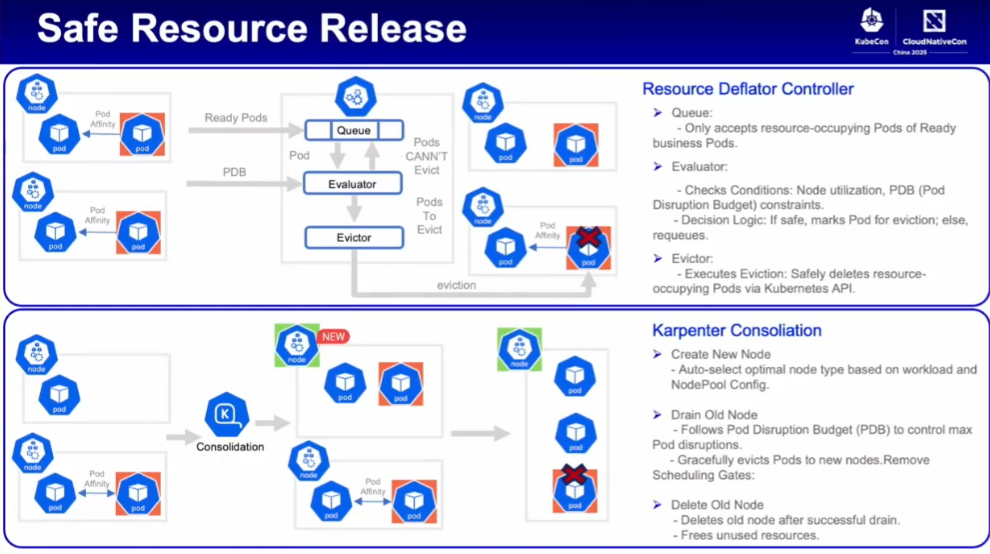 Safe Resource Release
KubeCon
CloudNativeCon
China 2025
node
Pod
Affinity
pod
pod
node
Pod
Affinity
pod
pod
Ready Pods
PDB
Queue
Pod
Pods
CANN'T
Evict
Evaluator
Pods
To
Evict
Evictor
eviction
node
pod
pod
node
Pod
Affinity
pod
pod
Resource Deflator Controller
➢ Queue:
- Only accepts resource-occupying Pods of Ready
business Pods.
➢ Evaluator:
- Checks Conditions: Node utilization, PDB (Pod
Disruption Budget) constraints.
- Decision Logic: If safe, marks Pod for eviction; else,
requeues.
➢ Evictor:
- Executes Eviction: Safely deletes resource-
occupying Pods via Kubernetes API.
node
pod
node
Pod
Affinity
pod
pod
K
Consolidation
node
NEW
pod
pod
node
Pod
Affinity
pod
pod
node
pod
pod
pod
Karpenter Consoliation
➢ Create New Node
- Auto-select optimal node type based on workload and
NodePool Config.
➢ Drain Old Node
- Follows Pod Disruption Budget (PDB) to control max
Pod disruptions.
- Gracefully evicts Pods to new nodes.Remove
Scheduling Gates:
➢ Delete Old Node
- Deletes old node after successful drain.
- Frees unused resources.